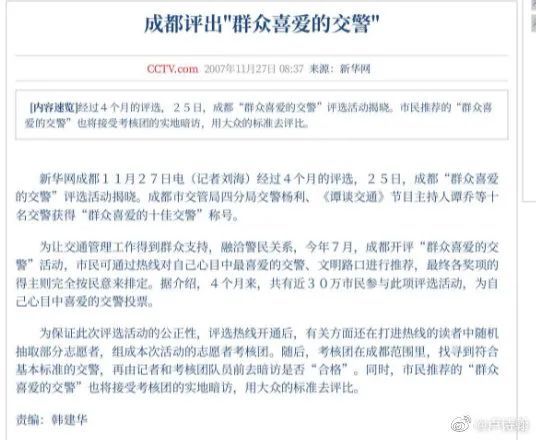 成都评出"群众喜爱的交警"
CCTV.com 2007年11月27日 08:37 来源：新华网
[内容速览]经过４个月的评选，２５日，成都“群众喜爱的交警”评选活动揭晓。市民推荐的“群众喜
爱的交警”也将接受考核团的实地暗访，用大众的标准去评比。
新华网成都１１月２７日电（记者刘海）经过４个月的评选，２５日，成都“群众喜爱
的交警”评选活动揭晓。成都市交管局四分局交警杨利、《谭谈交通》节目主持人谭乔等十
名交警获得“群众喜爱的十佳交警”称号。
为让交通管理工作得到群众支持，融洽警民关系，今年７月，成都开评“群众喜爱的交
警”活动，市民可通过热线对自己心目中最喜爱的交警、文明路口进行推荐，最终各奖项的
得主则完全按民意来排定。据介绍，４个月来，共有近３０万市民参与此项评选活动，为自
己心目中喜爱的交警投票。
为保证此次评选活动的公正性，评选热线开通后，有关方面还在打进热线的读者中随机
抽取部分志愿者，组成本次活动的志愿者考核团。随后，考核团在成都范围里，找寻到符合
基本标准的交警，再由记者和考核团队员前去暗访是否“合格”。同时，市民推荐的“群众
喜爱的交警”也将接受考核团的实地暗访，用大众的标准去评比。
责编：韩建华